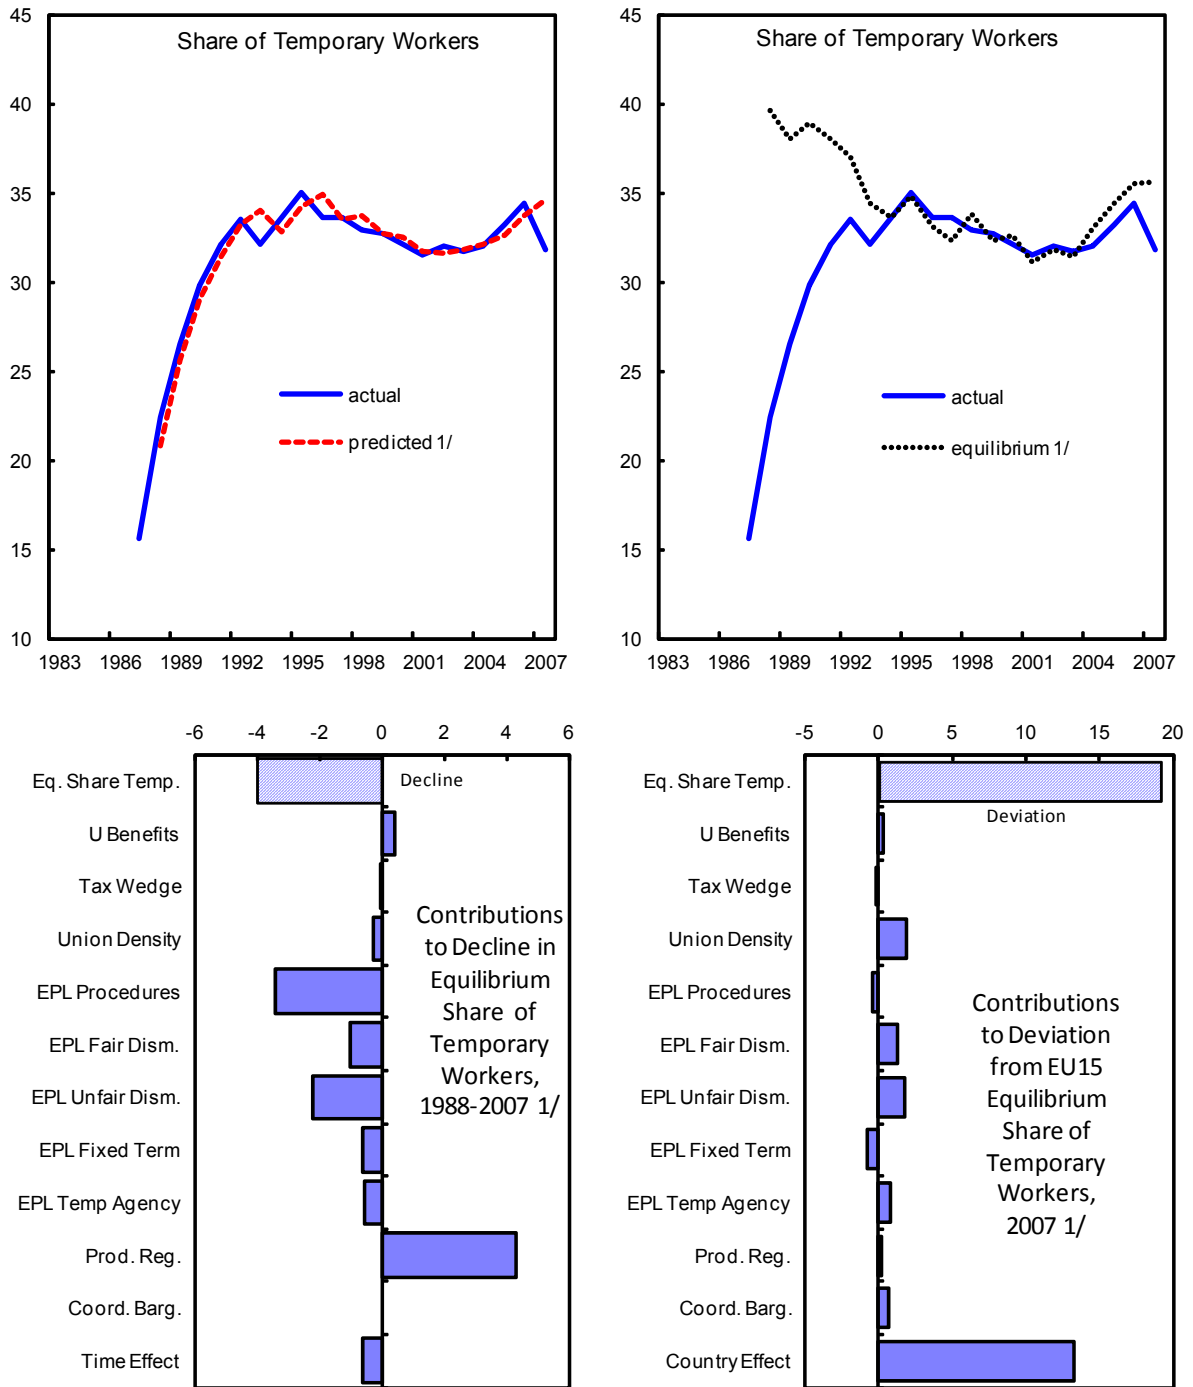 Share of Temporary Workers
45
40
35
30
25
20
15
10
actual
predicted 1/
1983 1986 1989 1992 1995 1998 2001 2004 2007
Share of Temporary Workers
45
40
35
30
25
20
15
10
actual
equilibrium 1/
1983 1986 1989 1992 1995 1998 2001 2004 2007
-6 -4 -2 0 2 4 6
Eq. Share Temp.
U Benefits
Tax Wedge
Union Density
EPL Procedures
EPL Fair Dism.
EPL Unfair Dism.
EPL Fixed Term
EPL Temp Agency
Prod. Reg.
Coord. Barg.
Time Effect
Decline
Contributions
to Decline in
Equilibrium
Share of
Temporary
Workers,
1988-2007 1/
-5 0 5 10 15 20
Eq. Share Temp.
U Benefits
Tax Wedge
Union Density
EPL Procedures
EPL Fair Dism.
EPL Unfair Dism.
EPL Fixed Term
EPL Temp Agency
Prod. Reg.
Coord. Barg.
Country Effect
Deviation
Contributions
to Deviation
from EU15
Equilibrium
Share of
Temporary
Workers,
2007 1/